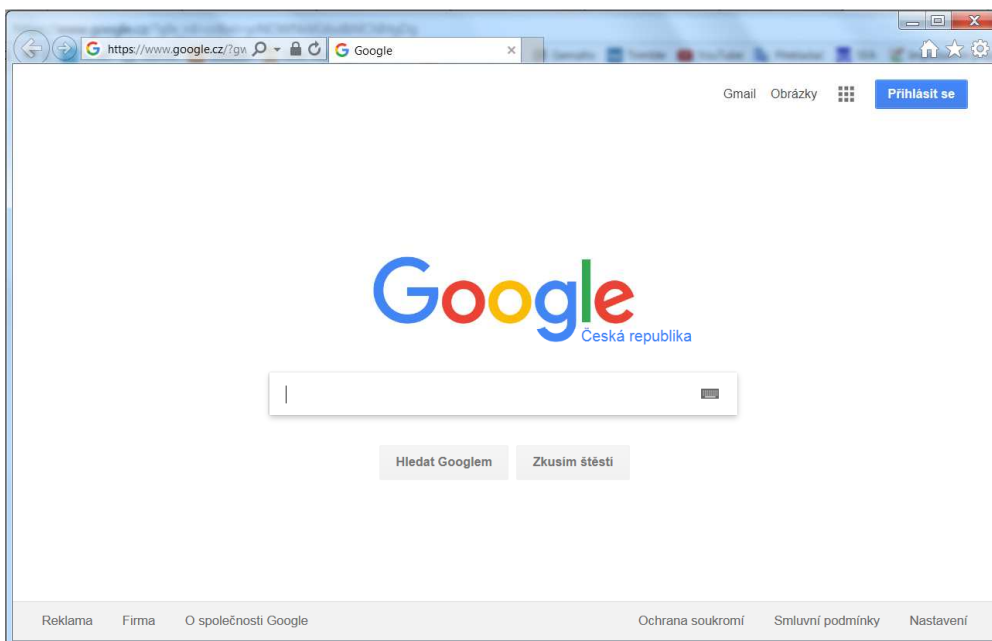 https://www.google.cz/?gw
Google
Gmail Obrázky Přihlásit se
Google
Česká republika
Hledat Googlem Zkusím štěstí
Reklama Firma O společnosti Google Ochrana soukromí Smluvní podmínky Nastavení